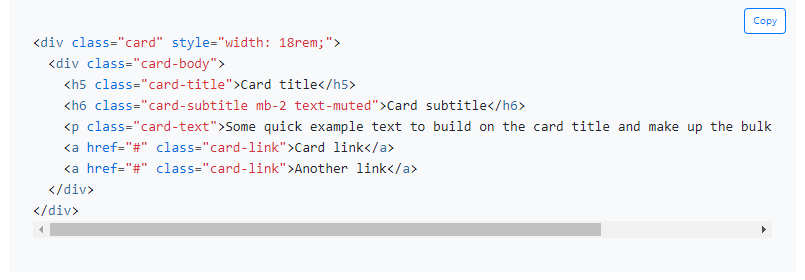 Copy
<div class="card" style="width: 18rem;">
  <div class="card-body">
    <h5 class="card-title">Card title</h5>
    <h6 class="card-subtitle mb-2 text-muted">Card subtitle</h6>
    <p class="card-text">Some quick example text to build on the card title and make up the bulk
    <a href="#" class="card-link">Card link</a>
    <a href="#" class="card-link">Another link</a>
  </div>
</div>